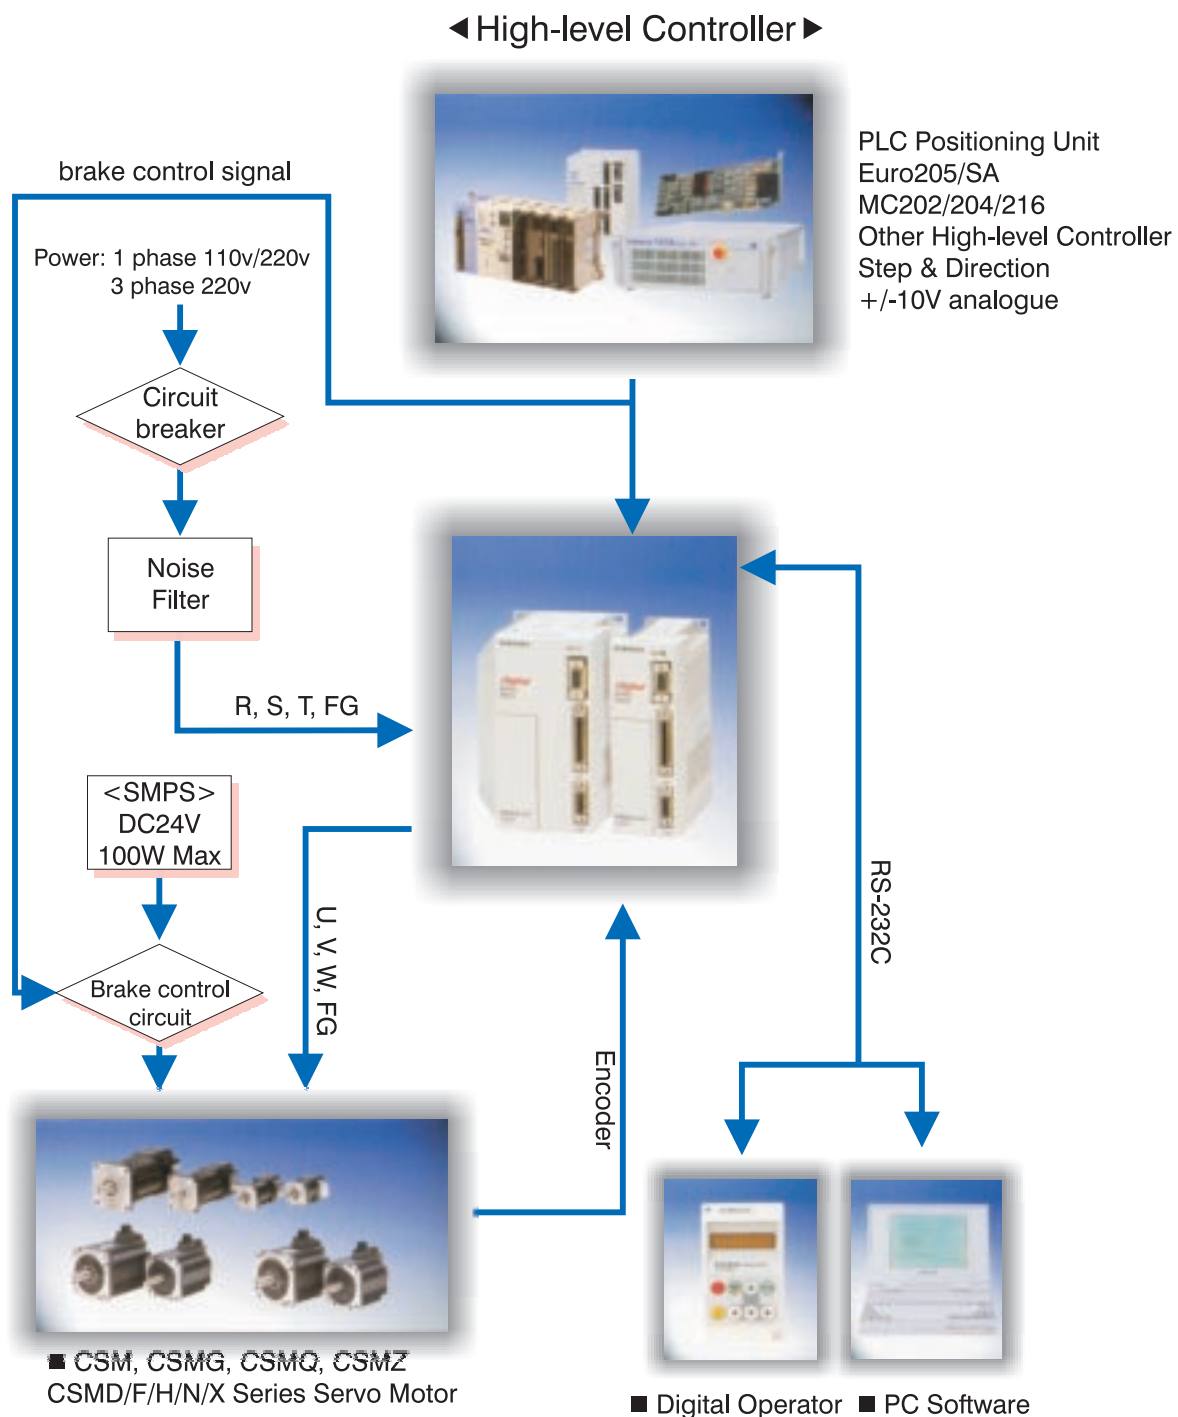 ◀ High-level Controller ▶
PLC Positioning Unit
Euro205/SA
MC202/204/216
Other High-level Controller
Step & Direction
+/-10V analogue
brake control signal
Power: 1 phase 110v/220v
3 phase 220v
Circuit
breaker
Noise
Filter
R, S, T, FG
<SMPS>
DC24V
100W Max
Brake control
circuit
U, V, W, FG
Encoder
RS-232C
■ CSM, CSMG, CSMQ, CSMZ
CSMD/F/H/N/X Series Servo Motor
■ Digital Operator
■ PC Software